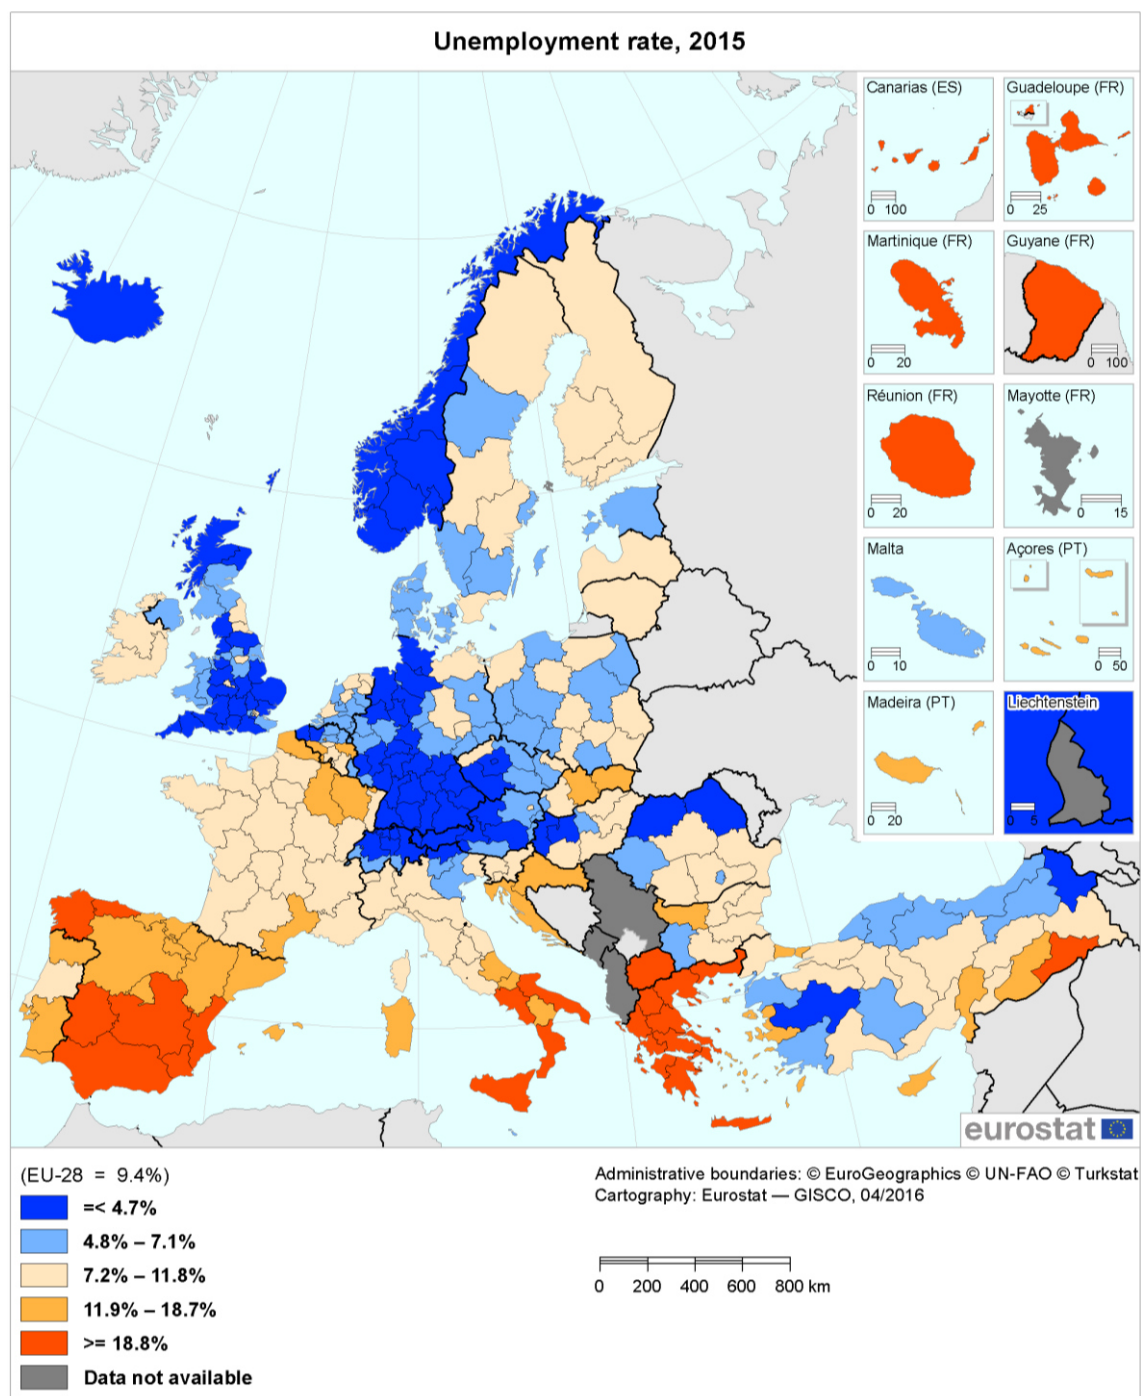 Unemployment rate, 2015
Canarias (ES)
0 100
Guadeloupe (FR)
0 25
Martinique (FR)
0 20
Guyane (FR)
0 100
Réunion (FR)
0 20
Mayotte (FR)
0 15
Malta
0 10
Açores (PT)
0 50
Madeira (PT)
0 20
Liechtenstein
0 5
eurostat
(EU-28 = 9.4%)
=< 4.7%
4.8% – 7.1%
7.2% – 11.8%
11.9% – 18.7%
>= 18.8%
Data not available
Administrative boundaries: © EuroGeographics © UN-FAO © Turkstat
Cartography: Eurostat — GISCO, 04/2016
0 200 400 600 800 km